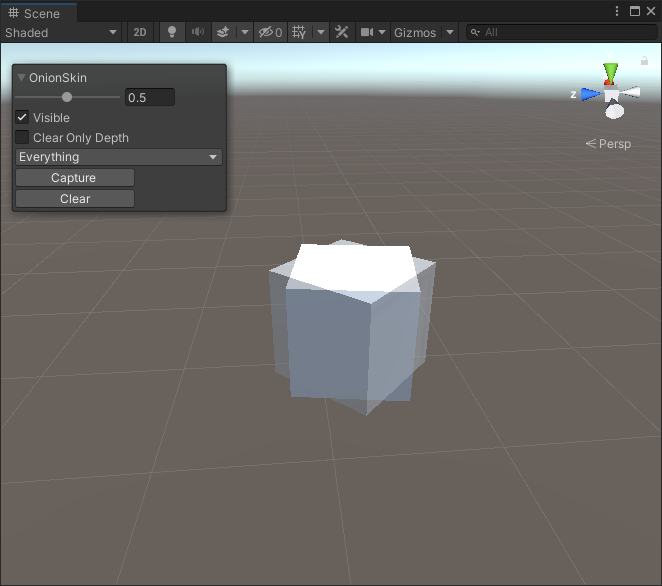 Scene
Shaded 2D 0 Gizmos All
OnionSkin
0.5
Visible
Clear Only Depth
Everything
Capture
Clear
z
Persp